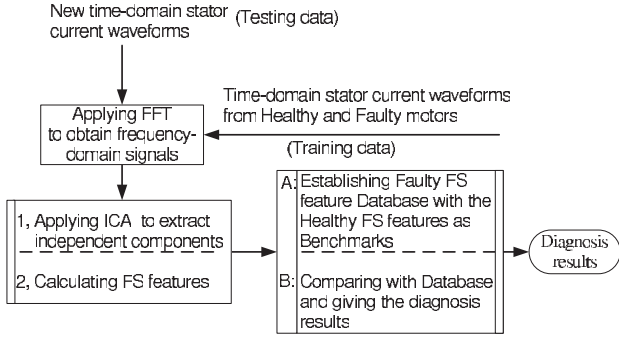 New time-domain stator
current waveforms
(Testing data)
Time-domain stator current waveforms
from Healthy and Faulty motors
(Training data)
Applying FFT
to obtain frequency-
domain signals
1, Applying ICA to extract
independent components
2, Calculating FS features
A: Establishing Faulty FS
feature Database with the
Healthy FS features as
Benchmarks
B: Comparing with Database
and giving the diagnosis
results
Diagnosis
results